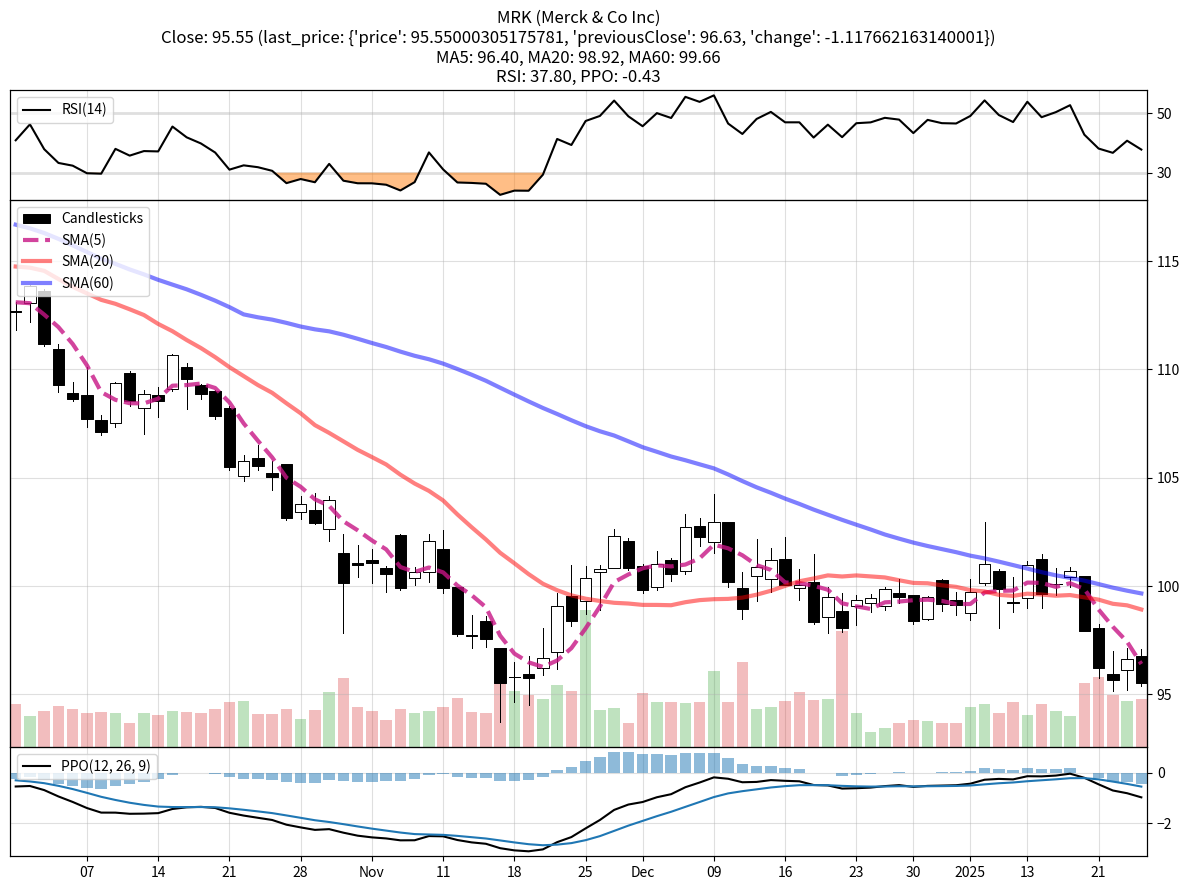 MRK (Merck & Co Inc)
Close: 95.55 (last_price: {'price': 95.55000305175781, 'previousClose': 96.63, 'change': -1.117662163140001})
MA5: 96.40, MA20: 98.92, MA60: 99.66
RSI: 37.80, PPO: -0.43
RSI(14)
50
30
Candlesticks
SMA(5)
SMA(20)
SMA(60)
115
110
105
100
95
PPO(12, 26, 9)
0
−2
07 14 21 28 Nov 11 18 25 Dec 09 16 23 30 2025 13 21